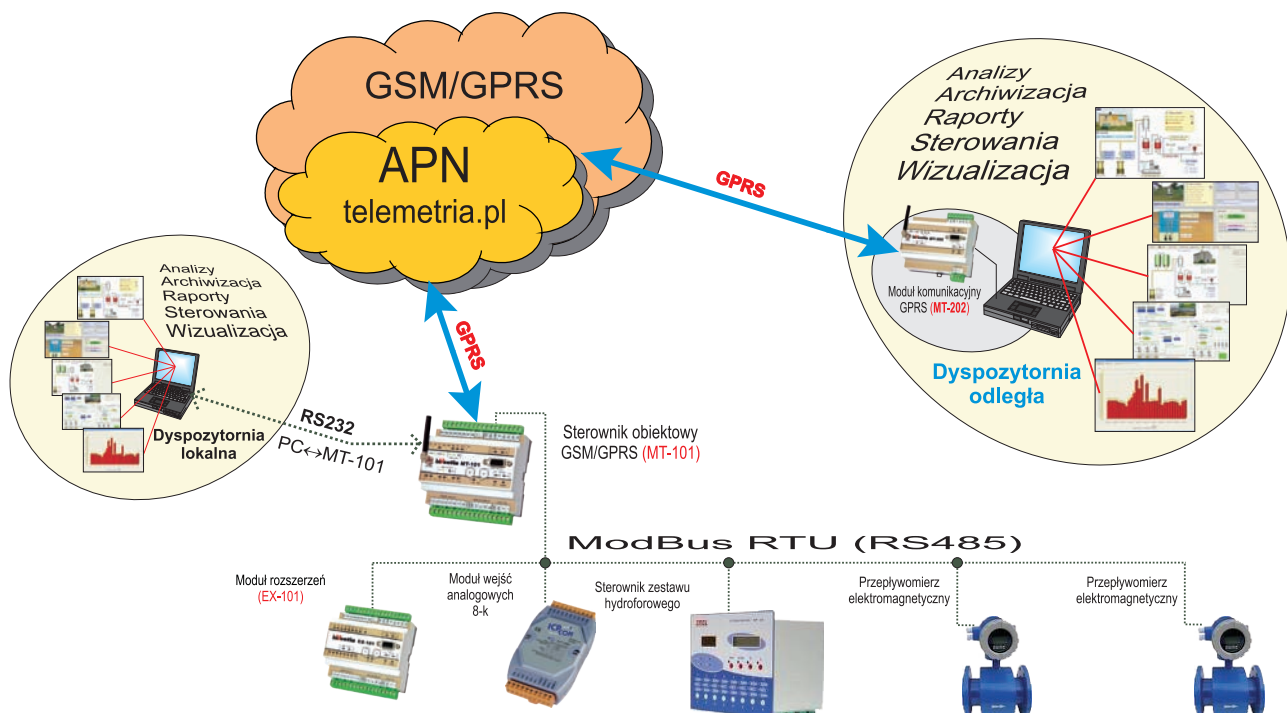 GSM/GPRS
APN
telemetria.pl
GPRS
GPRS
Analizy
Archiwizacja
Raporty
Sterowania
Wizualizacja
Moduł komunikacyjny
GPRS (MT-202)
Dyspozytornia
odległa
Analizy
Archiwizacja
Raporty
Sterowania
Wizualizacja
Dyspozytornia
lokalna
RS232
PC↔MT-101
Sterownik obiektowy
GSM/GPRS (MT-101)
ModBus RTU (RS485)
Moduł rozszerzeń
(EX-101)
Moduł wejść
analogowych
8-k
Sterownik zestawu
hydroforowego
Przepływomierz
elektromagnetyczny
Przepływomierz
elektromagnetyczny